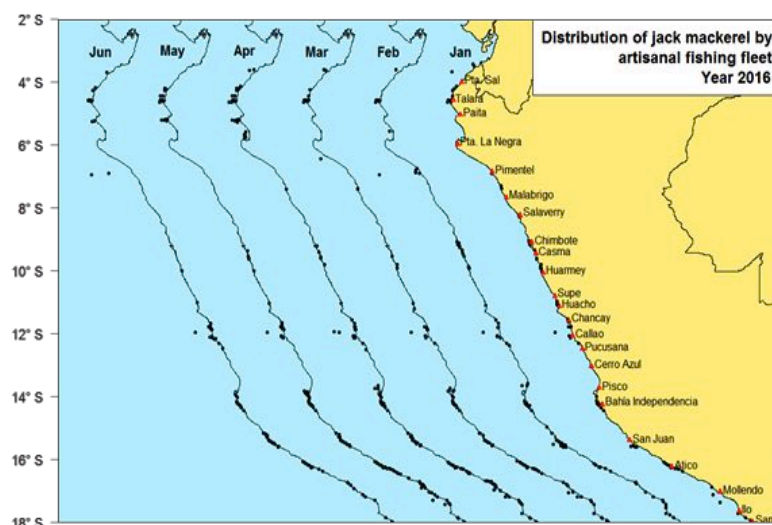 2° S
4° S
6° S
8° S
10° S
12° S
14° S
16° S
18° S
Jun May Apr Mar Feb Jan
Distribution of jack mackerel by
artisanal fishing fleet
Year 2016
Pta. Sal
Talara
Paita
Pta. La Negra
Pimentel
Malabrigo
Salaverry
Chimbote
Casma
Huarmey
Supe
Huacho
Chancay
Callao
Pucusana
Cerro Azul
Pisco
Bahía Independencia
San Juan
Atico
Mollendo
Ilo